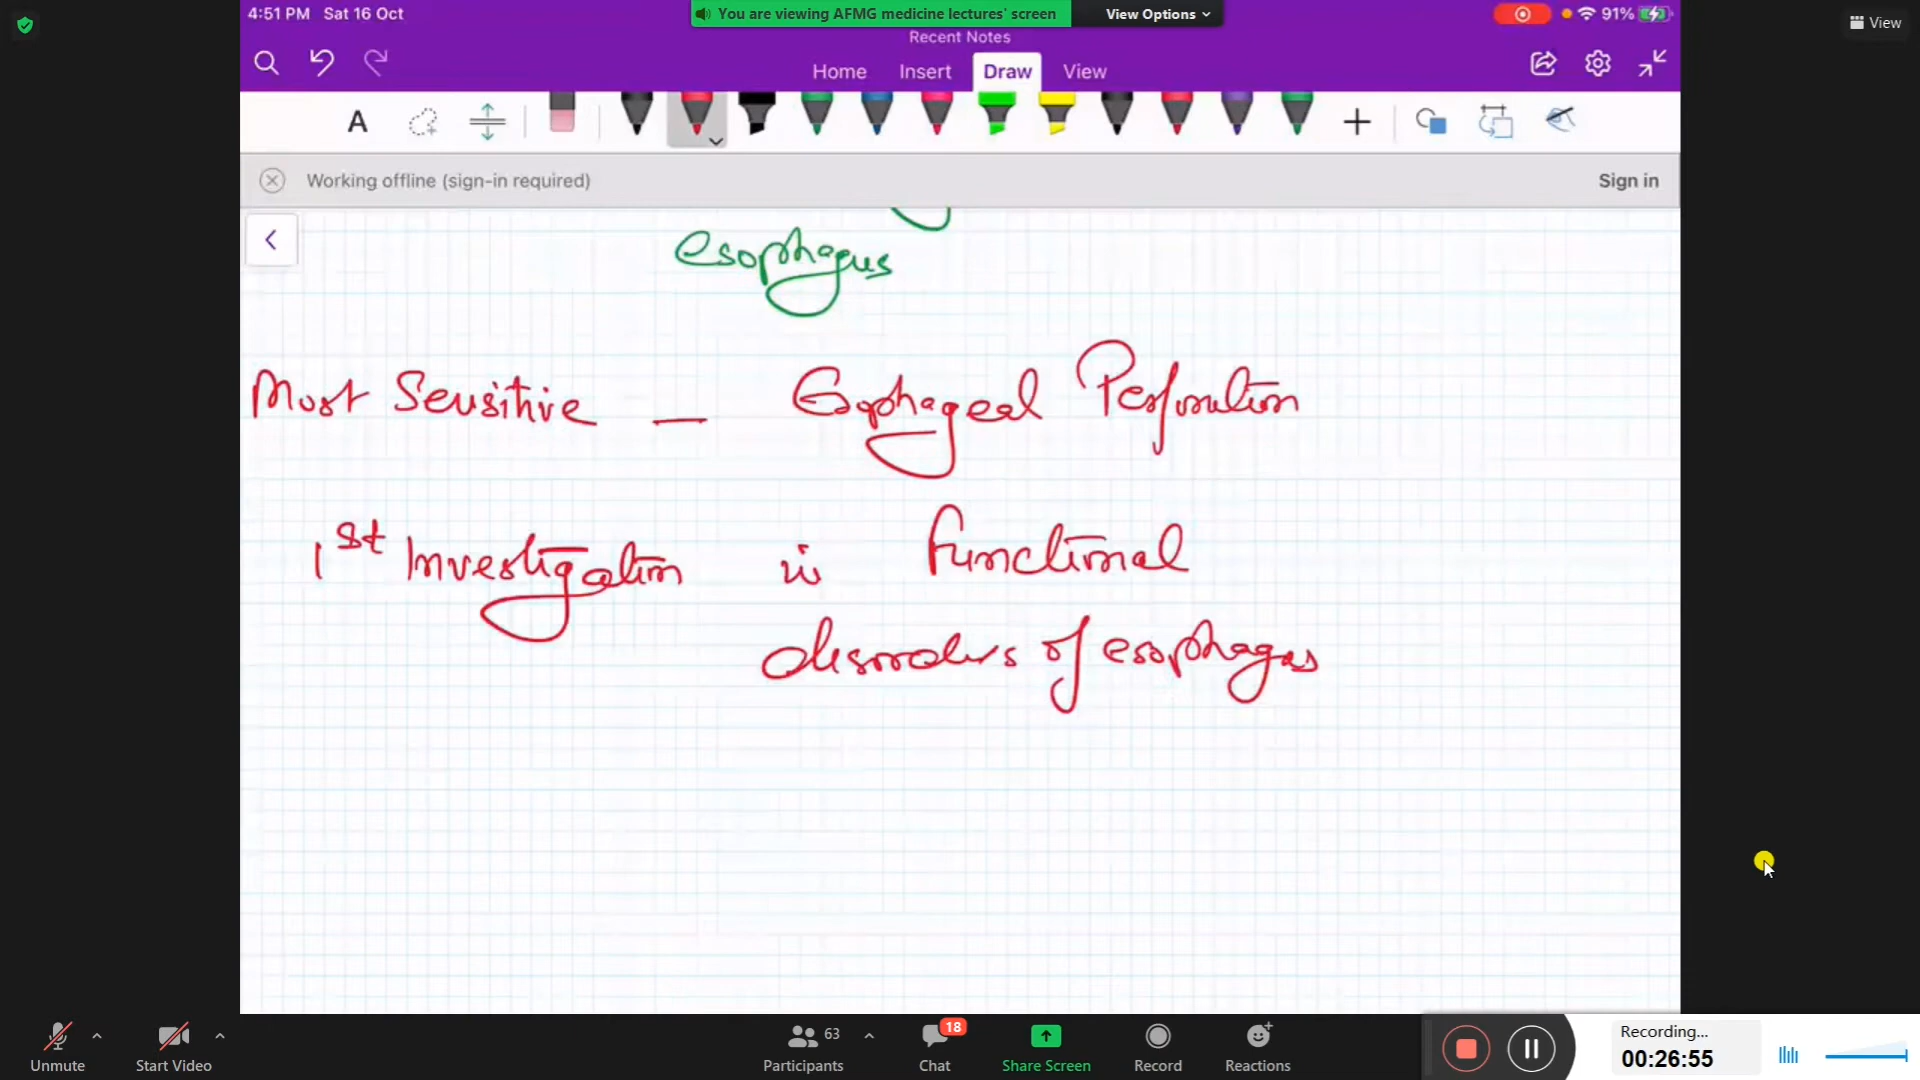 4:51 PM Sat 16 Oct
You are viewing AFMG medicine lectures' screen
View Options
91%
View
Recent Notes
Home Insert Draw View
A
Working offline (sign-in required)
Sign in
esophagus
Most Sensitive — Esophageal Perforation
1st Investigation in functional
disorders of esophagus
Unmute
Start Video
Participants 63
Chat 18
Share Screen
Record
Reactions
Recording...
00:26:55